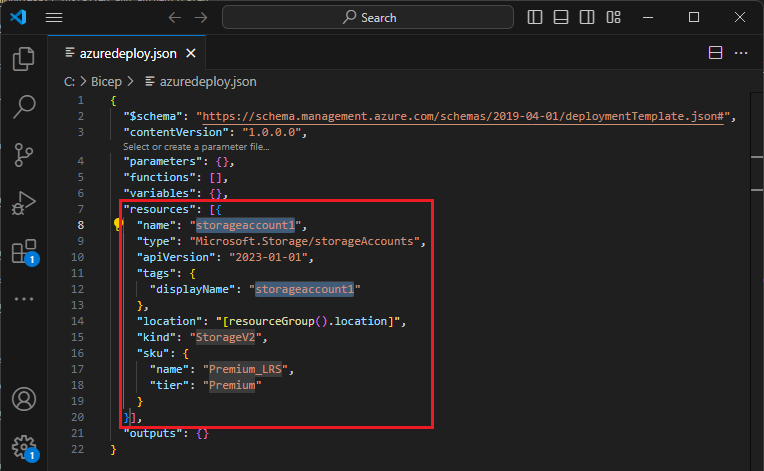 Search
azuredeploy.json
C: > Bicep > azuredeploy.json
1 {
2 "$schema": "https://schema.management.azure.com/schemas/2019-04-01/deploymentTemplate.json#",
3 "contentVersion": "1.0.0.0",
Select or create a parameter file...
4 "parameters": {},
5 "functions": [],
6 "variables": {},
7 "resources": [{
8 "name": "storageaccount1",
9 "type": "Microsoft.Storage/storageAccounts",
10 "apiVersion": "2023-01-01",
11 "tags": {
12 "displayName": "storageaccount1"
13 },
14 "location": "[resourceGroup().location]",
15 "kind": "StorageV2",
16 "sku": {
17 "name": "Premium_LRS",
18 "tier": "Premium"
19 }
20 }],
21 "outputs": {}
22 }
1
1